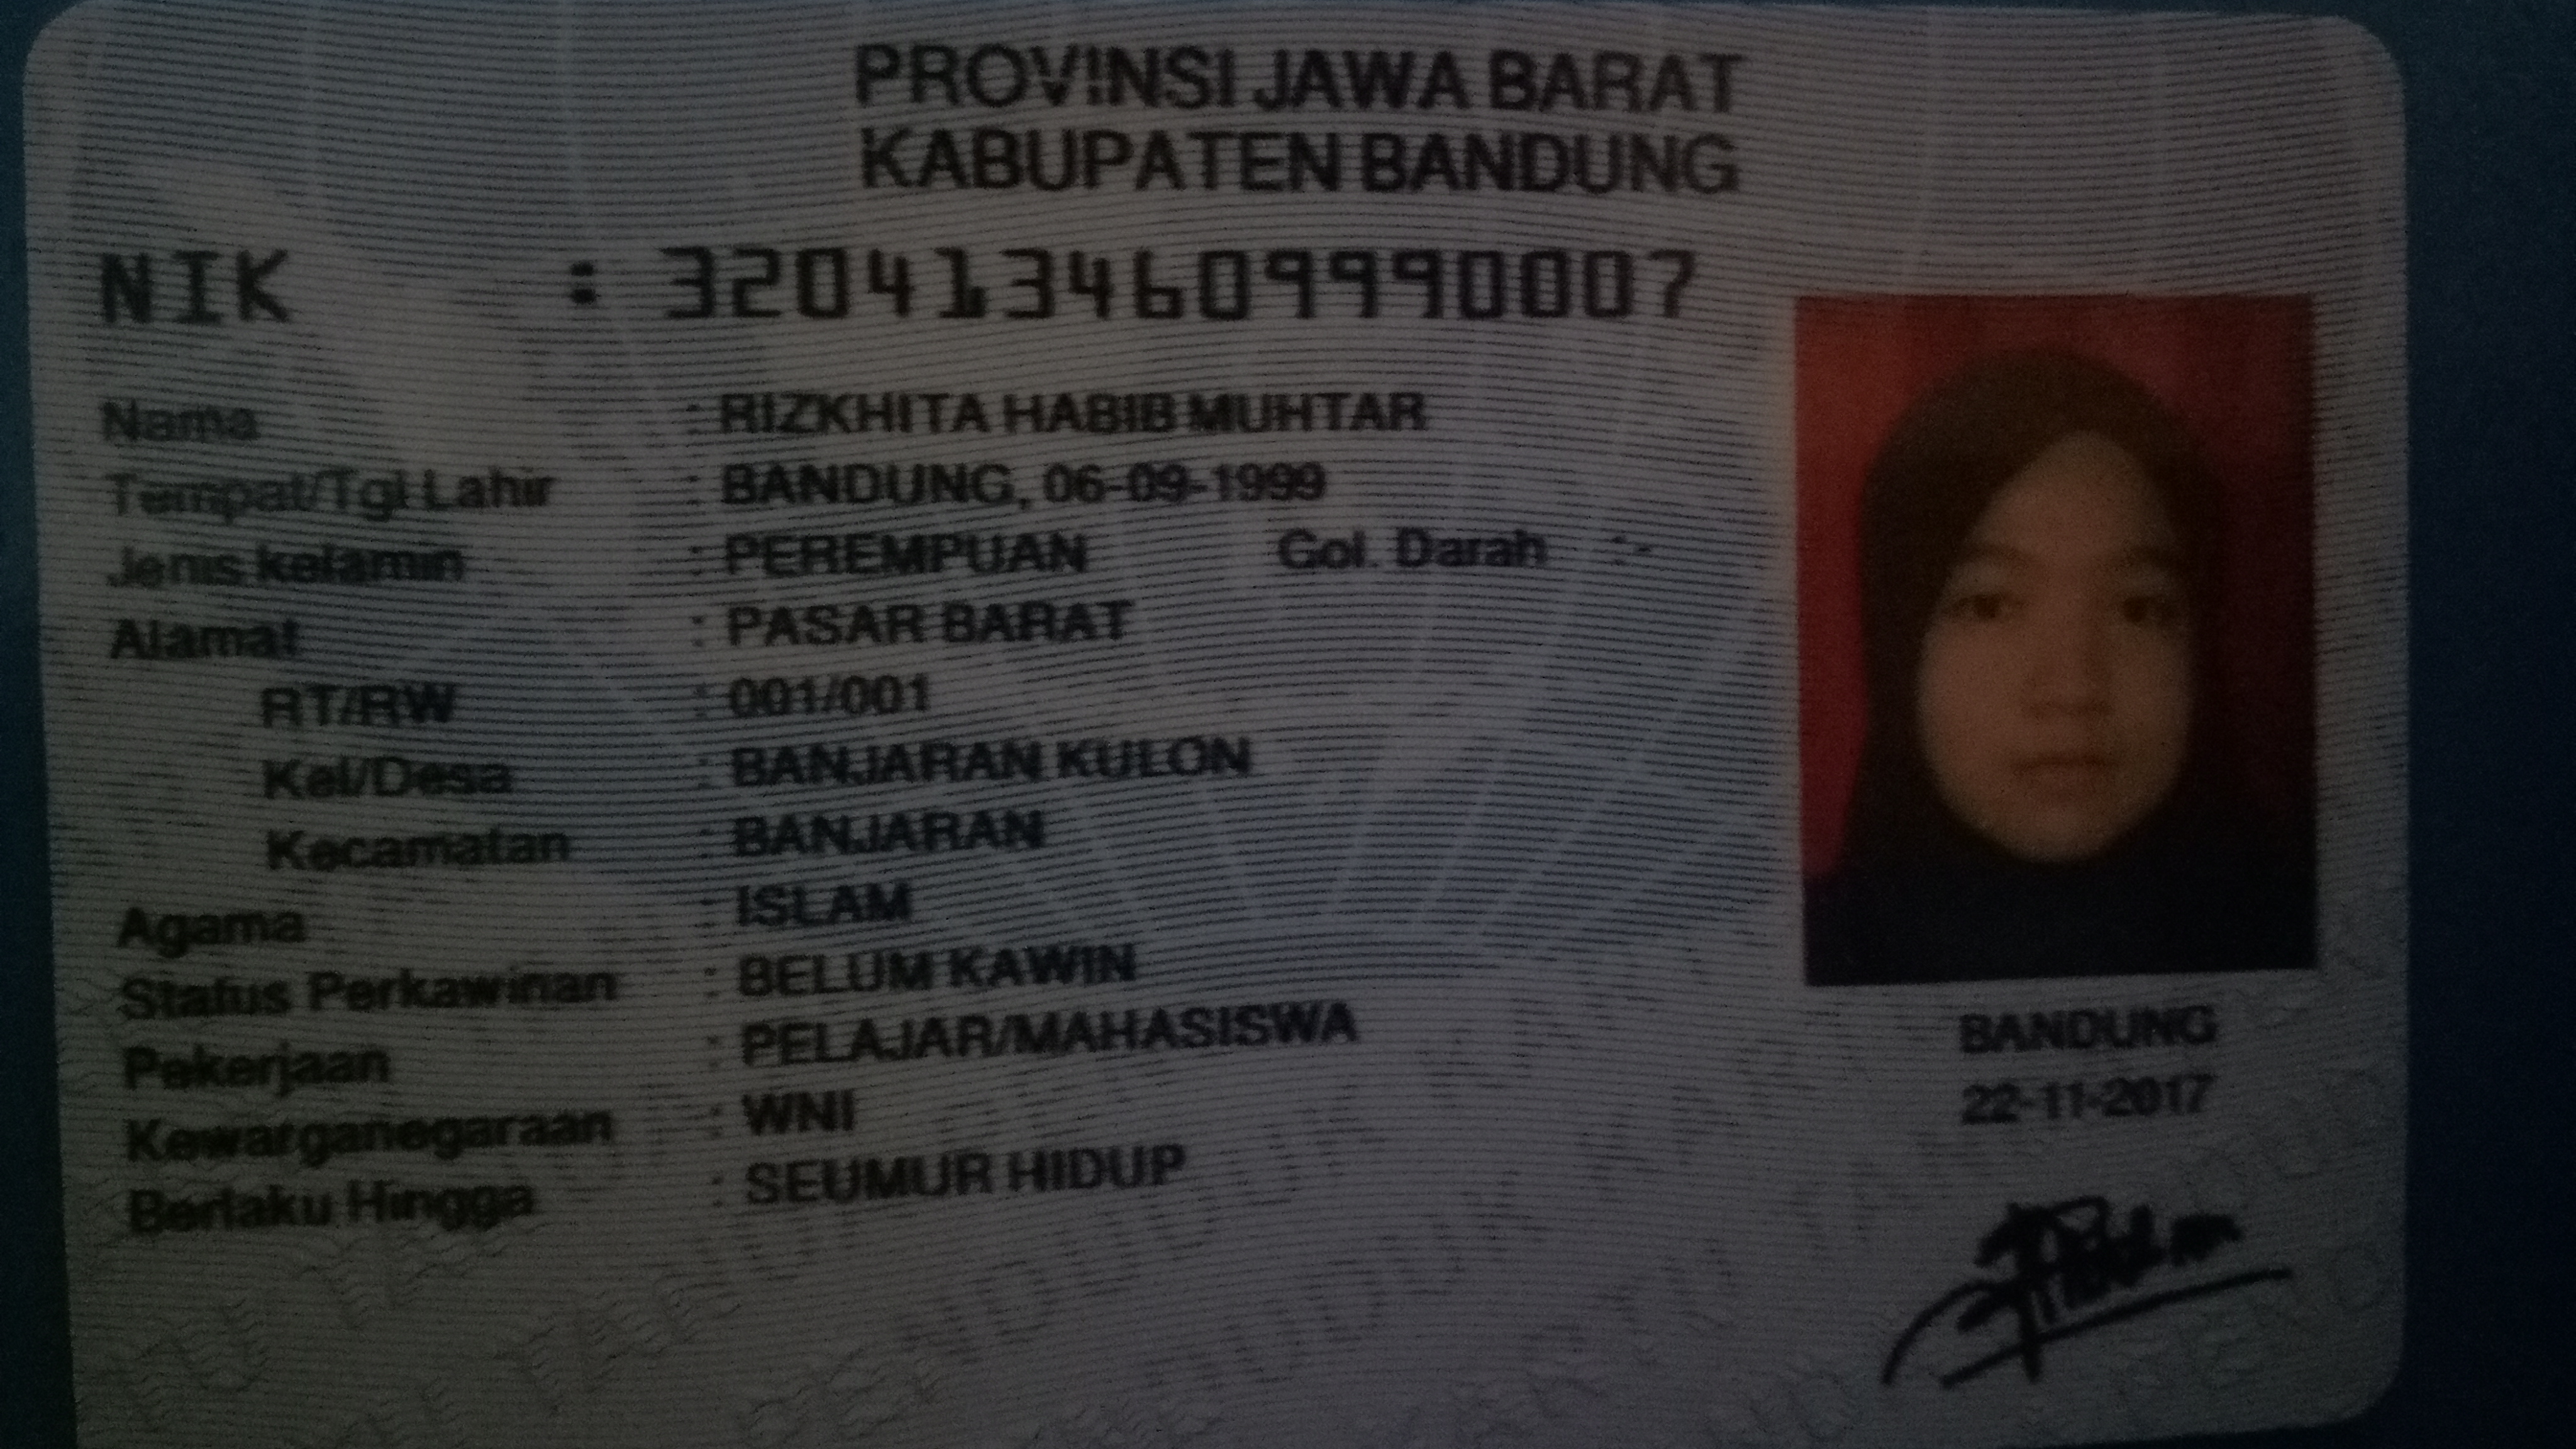 PROVINSI JAWA BARAT
KABUPATEN BANDUNG
NIK : 3204134609990007
Nama : RIZKHITA HABIB MUHTAR
Tempat/Tgl Lahir : BANDUNG, 06-09-1999
Jenis kelamin : PEREMPUAN Gol. Darah :-
Alamat : PASAR BARAT
RT/RW : 001/001
Kel/Desa : BANJARAN KULON
Kecamatan : BANJARAN
Agama : ISLAM
Status Perkawinan : BELUM KAWIN
Pekerjaan : PELAJAR/MAHASISWA
Kewarganegaraan : WNI
Berlaku Hingga : SEUMUR HIDUP
BANDUNG
22-11-2017